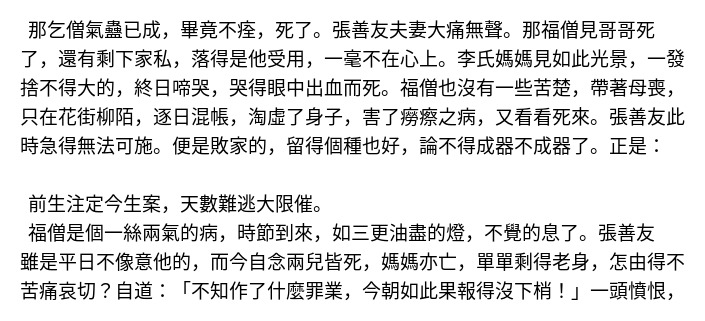 那乞僧氣蠱已成，畢竟不痊，死了。張善友夫妻大痛無聲。那福僧見哥哥死
了，還有剩下家私，落得是他受用，一毫不在心上。李氏媽媽見如此光景，一發
捨不得大的，終日啼哭，哭得眼中出血而死。福僧也沒有一些苦楚，帶著母喪，
只在花街柳陌，逐日混帳，淘虛了身子，害了癆瘵之病，又看看死來。張善友此
時急得無法可施。便是敗家的，留得個種也好，論不得成器不成器了。正是：
前生注定今生案，天數難逃大限催。
福僧是個一絲兩氣的病，時節到來，如三更油盡的燈，不覺的息了。張善友
雖是平日不像意他的，而今自念兩兒皆死，媽媽亦亡，單單剩得老身，怎由得不
苦痛哀切？自道：「不知作了什麼罪業，今朝如此果報得沒下梢！」一頭憤恨，